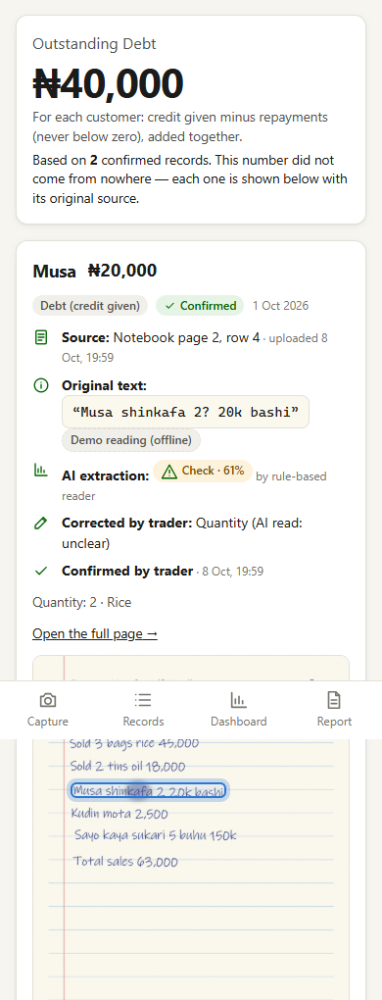 Outstanding Debt
₦40,000
For each customer: credit given minus repayments
(never below zero), added together.
Based on 2 confirmed records. This number did not
come from nowhere — each one is shown below with
its original source.
Musa ₦20,000
Debt (credit given) ✓ Confirmed 1 Oct 2026
Source: Notebook page 2, row 4 · uploaded 8
Oct, 19:59
Original text:
“Musa shinkafa 2? 20k bashi”
Demo reading (offline)
AI extraction: Check · 61% by rule-based
reader
Corrected by trader: Quantity (AI read:
unclear)
Confirmed by trader · 8 Oct, 19:59
Quantity: 2 · Rice
Open the full page →
Capture Records Dashboard Report
Sold 3 bags rice 45,000
Sold 2 tins oil 18,000
Musa shinkafa 2 20k bashi
Kudin mota 2,500
Sayo kaya sukari 5 buhu 150k
Total sales 63,000